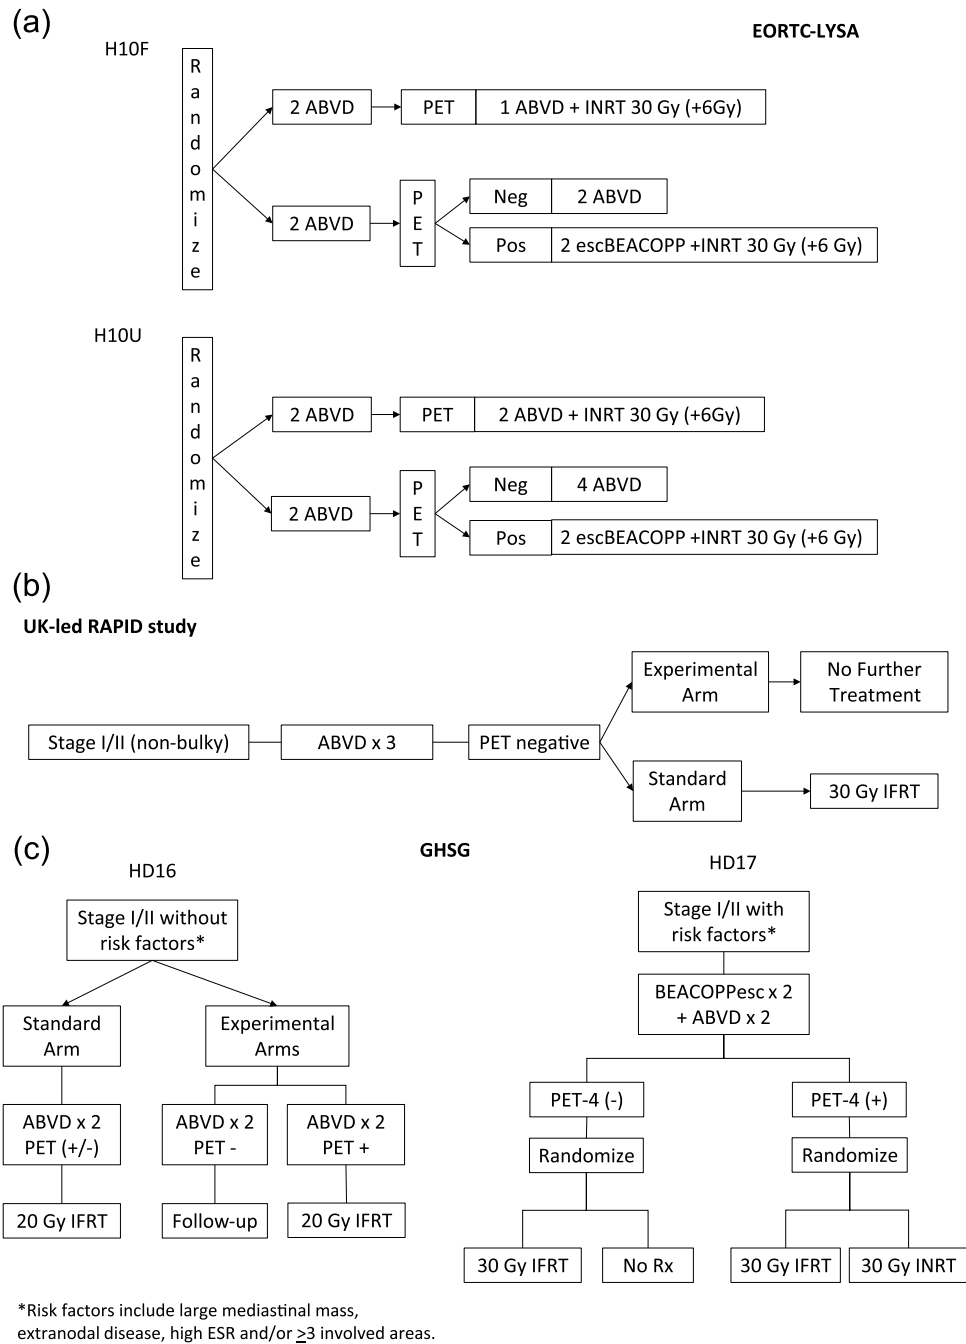 (a)
EORTC-LYSA
H10F
Randomize
2 ABVD
PET
1 ABVD + INRT 30 Gy (+6Gy)
2 ABVD
PET
Neg
2 ABVD
Pos
2 escBEACOPP +INRT 30 Gy (+6 Gy)
H10U
Randomize
2 ABVD
PET
2 ABVD + INRT 30 Gy (+6Gy)
2 ABVD
PET
Neg
4 ABVD
Pos
2 escBEACOPP +INRT 30 Gy (+6 Gy)
(b)
UK-led RAPID study
Stage I/II (non-bulky)
ABVD x 3
PET negative
Experimental
Arm
No Further
Treatment
Standard
Arm
30 Gy IFRT
(c)
GHSG
HD16
Stage I/II without
risk factors*
Standard
Arm
Experimental
Arms
ABVD x 2
PET (+/-)
ABVD x 2
PET -
ABVD x 2
PET +
20 Gy IFRT
Follow-up
20 Gy IFRT
HD17
Stage I/II with
risk factors*
BEACOPPesc x 2
+ ABVD x 2
PET-4 (-)
PET-4 (+)
Randomize
Randomize
30 Gy IFRT
No Rx
30 Gy IFRT
30 Gy INRT
*Risk factors include large mediastinal mass,
extranodal disease, high ESR and/or ≥3 involved areas.